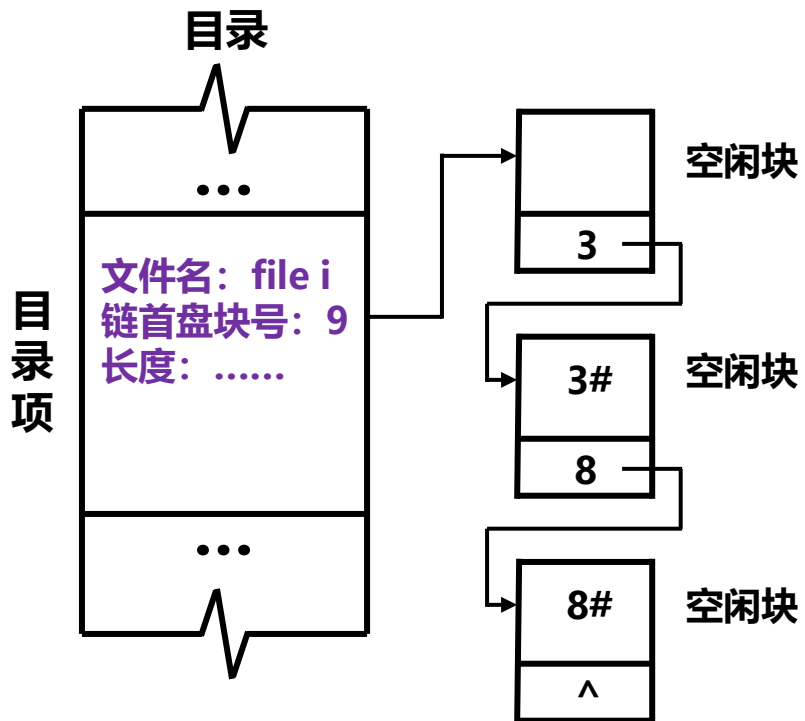 目录
...
文件名：file i
链首盘块号：9
长度：......
...
目录项
空闲块
3
3#
空闲块
8
8#
空闲块
^